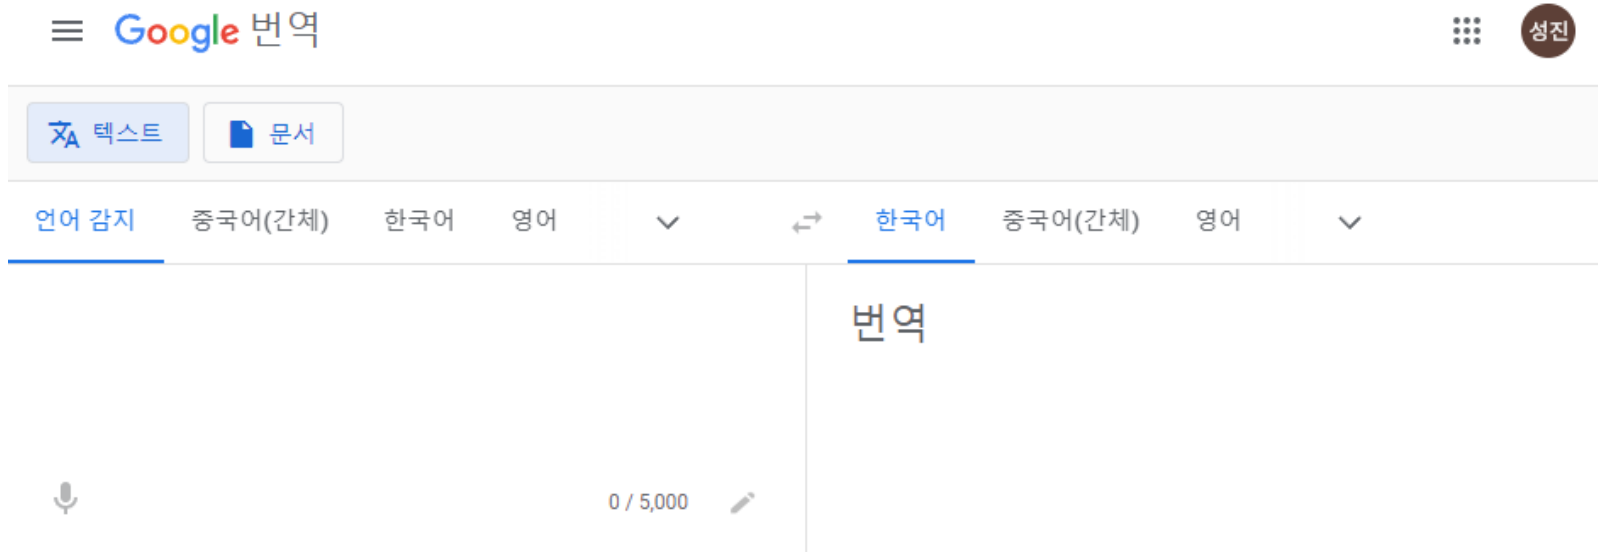 Google 번역
성진
텍스트 문서
언어 감지 중국어(간체) 한국어 영어 한국어 중국어(간체) 영어
번역
0 / 5,000